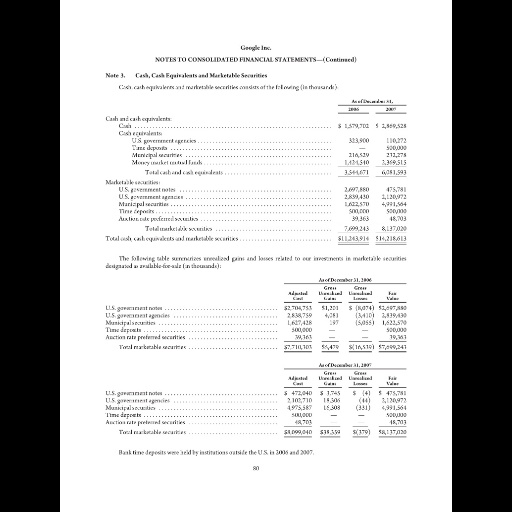 Google Inc.
NOTES TO CONSOLIDATED FINANCIAL STATEMENTS—(Continued)
Note 3. Cash, Cash Equivalents and Marketable Securities
Cash, cash equivalents and marketable securities consists of the following (in thousands):
As of December 31,
2006 2007
Cash and cash equivalents:
Cash $ 1,579,702 $ 2,869,528
Cash equivalents:
U.S. government agencies 323,900 110,272
Time deposits — 500,000
Municipal securities 216,529 232,278
Money market mutual funds 1,424,540 2,369,515
Total cash and cash equivalents 3,544,671 6,081,593
Marketable securities:
U.S. government notes 2,697,880 475,781
U.S. government agencies 2,839,430 2,120,972
Municipal securities 1,622,570 4,991,564
Time deposits 500,000 500,000
Auction rate preferred securities 39,363 48,703
Total marketable securities 7,699,243 8,137,020
Total cash, cash equivalents and marketable securities $11,243,914 $14,218,613
The following table summarizes unrealized gains and losses related to our investments in marketable securities
designated as available-for-sale (in thousands):
As of December 31, 2006
Adjusted Cost Gross Unrealized Gains Gross Unrealized Losses Fair Value
U.S. government notes $2,704,753 $1,201 $ (8,074) $2,697,880
U.S. government agencies 2,838,759 4,081 (3,410) 2,839,430
Municipal securities 1,627,428 197 (5,055) 1,622,570
Time deposits 500,000 — — 500,000
Auction rate preferred securities 39,363 — — 39,363
Total marketable securities $7,710,303 $5,479 $(16,539) $7,699,243
As of December 31, 2007
Adjusted Cost Gross Unrealized Gains Gross Unrealized Losses Fair Value
U.S. government notes $ 472,040 $ 3,745 $ (4) $ 475,781
U.S. government agencies 2,102,710 18,306 (44) 2,120,972
Municipal securities 4,975,587 16,308 (331) 4,991,564
Time deposits 500,000 — — 500,000
Auction rate preferred securities 48,703 — — 48,703
Total marketable securities $8,099,040 $38,359 $(379) $8,137,020
Bank time deposits were held by institutions outside the U.S. in 2006 and 2007.
80